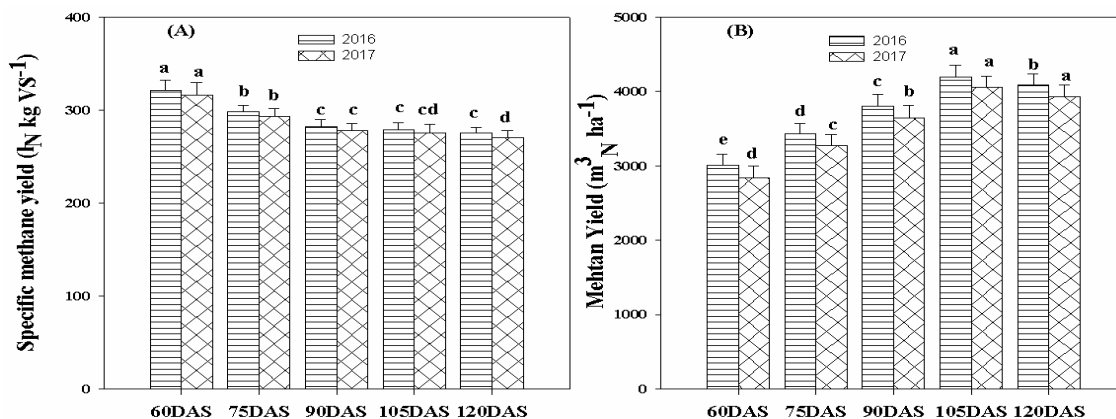 (A)
2016
2017
Specific methane yield (lN kg VS-1)
400
300
200
100
0
a a b b c c c cd c d
60DAS 75DAS 90DAS 105DAS 120DAS
(B)
2016
2017
Mehtan Yield (m3N ha-1)
5000
4000
3000
2000
1000
0
e d d c c b a a b a
60DAS 75DAS 90DAS 105DAS 120DAS